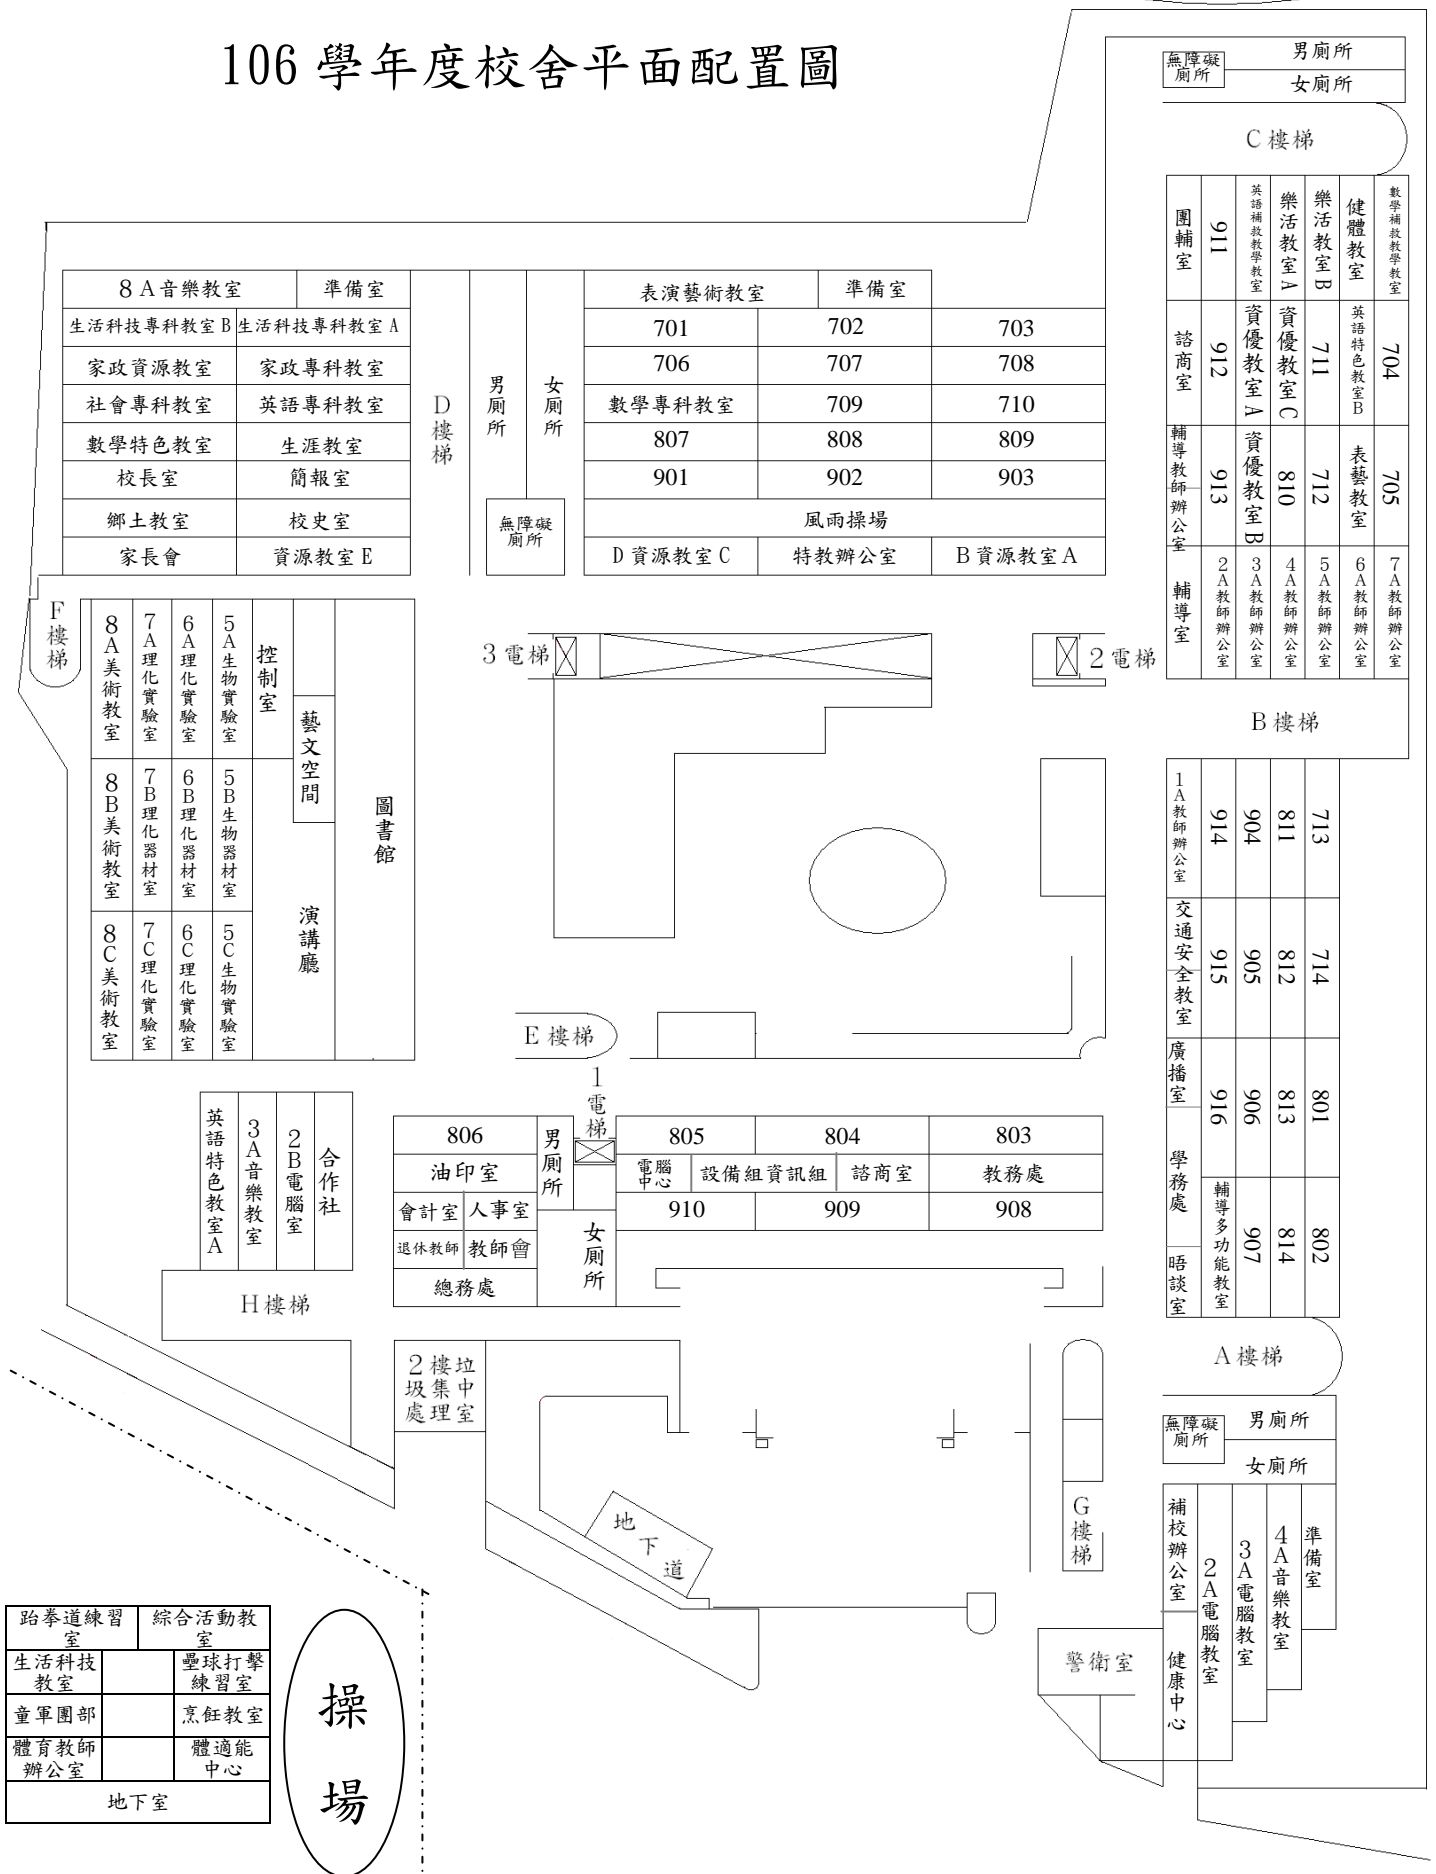 106 學年度校舍平面配置圖
無障礙
廁所
男廁所
女廁所
C 樓梯
團輔室
911
英語補救教學教室
樂活教室 A
樂活教室 B
健體教室
數學補救教學教室
諮商室
912
資優教室 A
資優教室 C
711
英語特色教室 B
704
輔導教師辦公室
913
資優教室 B
810
712
表藝教室
705
輔導室
2A教師辦公室
3A教師辦公室
4A教師辦公室
5A教師辦公室
6A教師辦公室
7A教師辦公室
B 樓梯
8 A 音樂教室
準備室
生活科技專科教室 B
生活科技專科教室 A
家政資源教室
家政專科教室
社會專科教室
英語專科教室
數學特色教室
生涯教室
校長室
簡報室
鄉土教室
校史室
家長會
資源教室 E
D樓梯
男廁所
女廁所
無障礙
廁所
表演藝術教室
準備室
701
702
703
706
707
708
數學專科教室
709
710
807
808
809
901
902
903
風雨操場
D 資源教室 C
特教辦公室
B 資源教室 A
F樓梯
8A美術教室
7A理化實驗室
6A理化實驗室
5A生物實驗室
控制室
藝文空間
圖書館
8B美術教室
7B理化器材室
6B理化器材室
5B生物器材室
演講廳
8C美術教室
7C理化實驗室
6C理化實驗室
5C生物實驗室
3 電梯
2 電梯
E 樓梯
1電梯
1A教師辦公室
914
904
811
713
交通安全教室
915
905
812
714
廣播室
916
906
813
801
學務處
輔導多功能教室
907
814
802
晤談室
A 樓梯
英語特色教室A
3A音樂教室
2B電腦室
合作社
H 樓梯
806
油印室
會計室
人事室
退休教師
教師會
總務處
男廁所
女廁所
805
804
803
電腦
中心
設備組資訊組
諮商室
教務處
910
909
908
2 樓垃
圾集中
處理室
地下道
G樓梯
無障礙
廁所
男廁所
女廁所
補校辦公室
2A電腦教室
3A電腦教室
4A音樂教室
準備室
健康中心
警衛室
跆拳道練習
室
綜合活動教
室
生活科技
教室
壘球打擊
練習室
童軍團部
烹飪教室
體育教師
辦公室
體適能
中心
地下室
操場